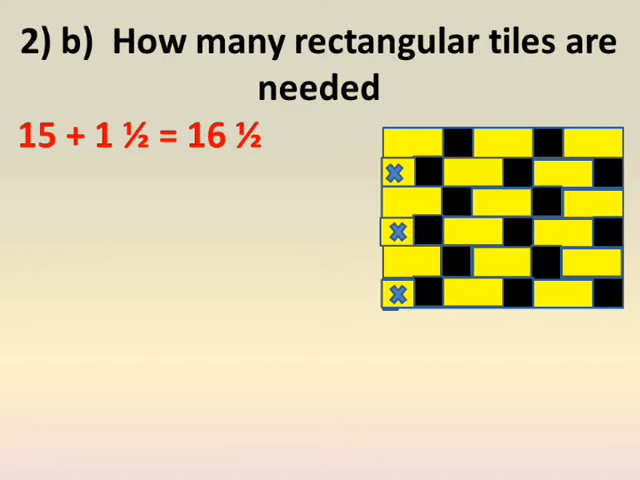 2) b) How many rectangular tiles are
needed
15 + 1 ½ = 16 ½